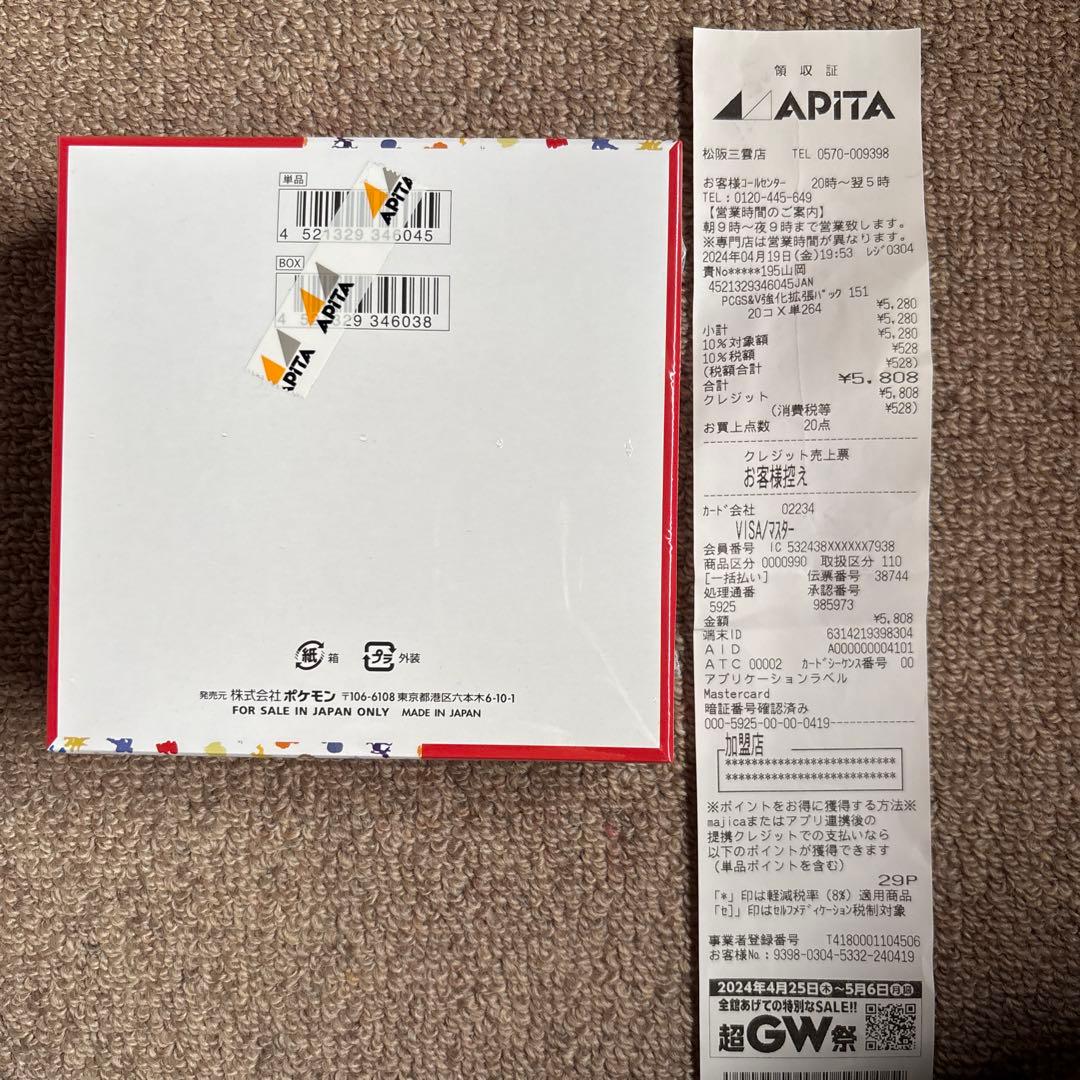 単品
4 521329 346045
BOX
4 521329 346038
APITA
APITA
APITA
紙 箱 プラ 外装
発売元 株式会社ポケモン 〒106-6108 東京都港区六本木6-10-1
FOR SALE IN JAPAN ONLY MADE IN JAPAN
領収証
APiTA
松阪三雲店 TEL 0570-009398
お客様コールセンター 20時〜翌5時
TEL:0120-445-649
【営業時間のご案内】
朝9時〜夜9時まで営業致します。
※専門店は営業時間が異なります。
2024年04月19日(金)19:53 レジ0304
責No*****195山岡
4521329346045JAN
PCGS&V強化拡張パック 151
¥5,280
20コX単264
小計 ¥5,280
10%対象額 ¥5,280
10%税額 ¥528
(税額合計 ¥528)
合計 ¥5,808
クレジット ¥5,808
(消費税等 ¥528)
お買上点数 20点
クレジット売上票
お客様控え
カード会社 02234
VISA/マスター
会員番号 IC 532438XXXXXX7938
商品区分 0000990 取扱区分 110
[一括払い] 伝票番号 38744
処理通番 承認番号
5925 985973
金額 ¥5,808
端末ID 6314219398304
AID A000000004101
ATC 00002 カードシーケンス番号 00
アプリケーションラベル
Mastercard
暗証番号確認済み
000-5925-00-00-0419
加盟店
**************************
**************************
※ポイントをお得に獲得する方法※
majicaまたはアプリ連携後の
提携クレジットでの支払いなら
以下のポイントが獲得できます
(単品ポイントを含む)
29P
「*」印は軽減税率(8%)適用商品
「セ」印はセルフメディケーション税制対象
事業者登録番号 T4180001104506
お客様No:9398-0304-5332-240419
2024年4月25日木〜5月6日月祝
全館あげての特別なSALE!!
超GW祭